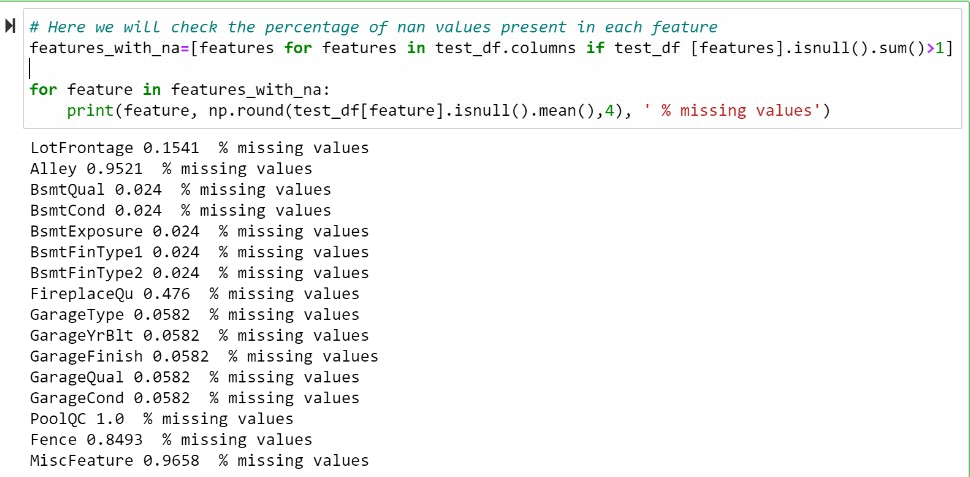 # Here we will check the percentage of nan values present in each feature
features_with_na=[features for features in test_df.columns if test_df [features].isnull().sum()>1]
for feature in features_with_na:
    print(feature, np.round(test_df[feature].isnull().mean(),4), ' % missing values')
LotFrontage 0.1541  % missing values
Alley 0.9521  % missing values
BsmtQual 0.024  % missing values
BsmtCond 0.024  % missing values
BsmtExposure 0.024  % missing values
BsmtFinType1 0.024  % missing values
BsmtFinType2 0.024  % missing values
FireplaceQu 0.476  % missing values
GarageType 0.0582  % missing values
GarageYrBlt 0.0582  % missing values
GarageFinish 0.0582  % missing values
GarageQual 0.0582  % missing values
GarageCond 0.0582  % missing values
PoolQC 1.0  % missing values
Fence 0.8493  % missing values
MiscFeature 0.9658  % missing values